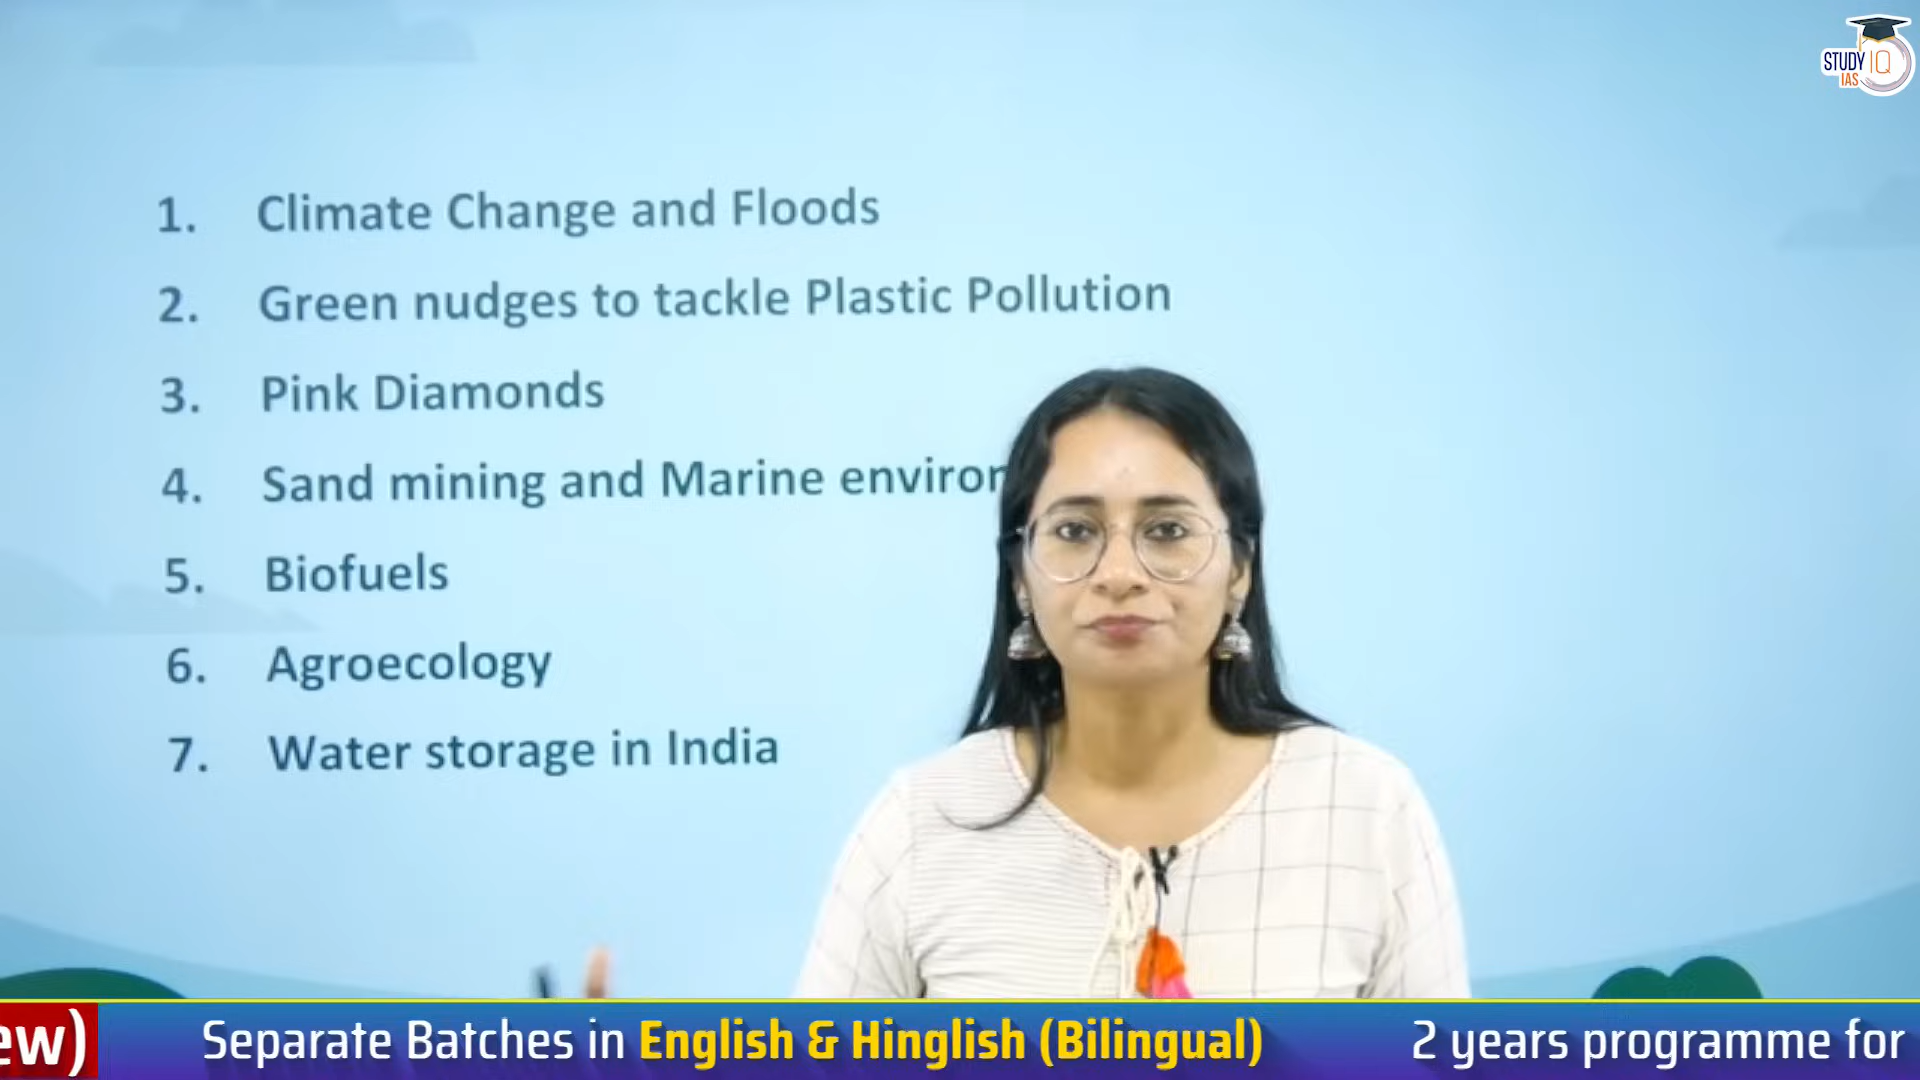 STUDY IQ
IAS
1. Climate Change and Floods
2. Green nudges to tackle Plastic Pollution
3. Pink Diamonds
4. Sand mining and Marine
5. Biofuels
6. Agroecology
7. Water storage in India
Separate Batches in English & Hinglish (Bilingual) 2 years programme for